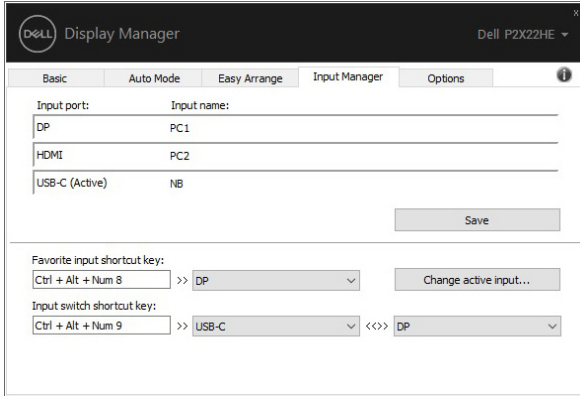 DELL Display Manager Dell P2X22HE
Basic Auto Mode Easy Arrange Input Manager Options
Input port: Input name:
DP PC1
HDMI PC2
USB-C (Active) NB
Save
Favorite input shortcut key:
Ctrl + Alt + Num 8 >> DP Change active input...
Input switch shortcut key:
Ctrl + Alt + Num 9 >> USB-C <<>> DP